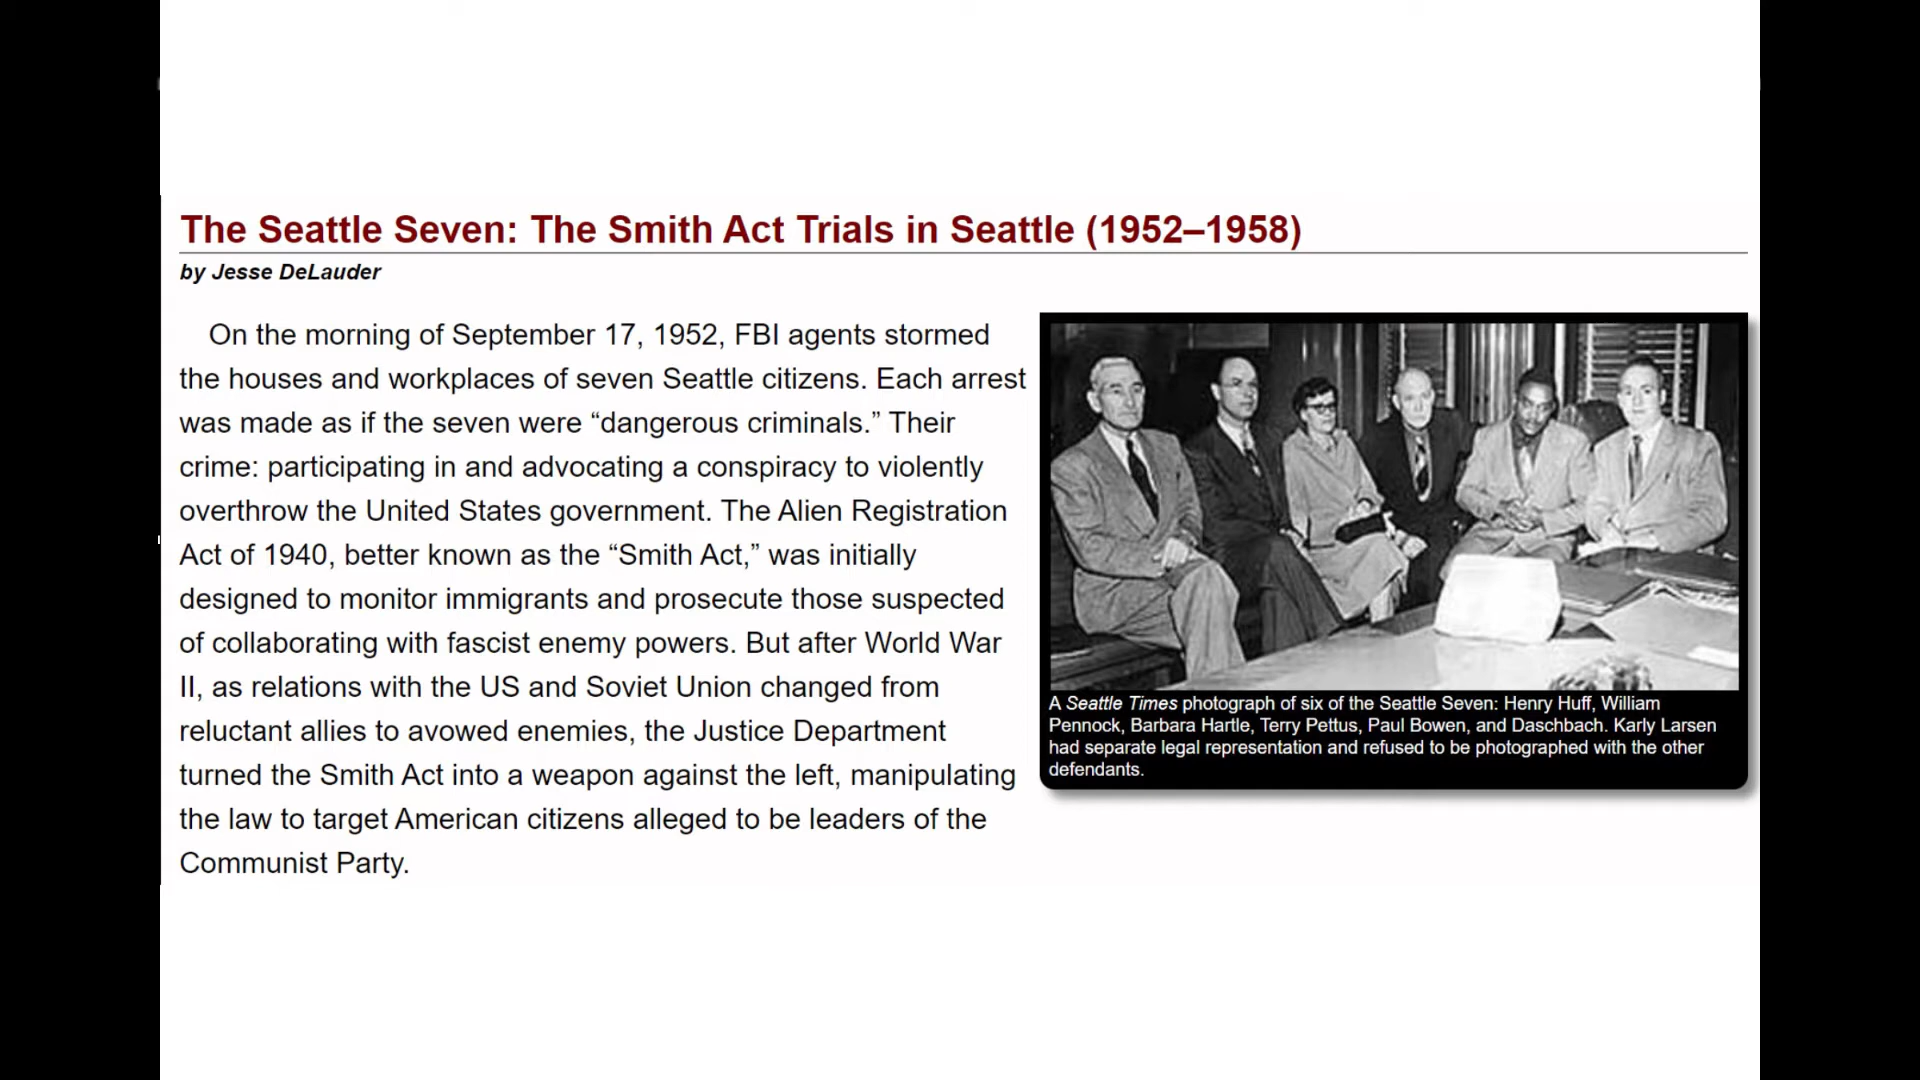 The Seattle Seven: The Smith Act Trials in Seattle (1952–1958)
by Jesse DeLauder
On the morning of September 17, 1952, FBI agents stormed
the houses and workplaces of seven Seattle citizens. Each arrest
was made as if the seven were “dangerous criminals.” Their
crime: participating in and advocating a conspiracy to violently
overthrow the United States government. The Alien Registration
Act of 1940, better known as the “Smith Act,” was initially
designed to monitor immigrants and prosecute those suspected
of collaborating with fascist enemy powers. But after World War
II, as relations with the US and Soviet Union changed from
reluctant allies to avowed enemies, the Justice Department
turned the Smith Act into a weapon against the left, manipulating
the law to target American citizens alleged to be leaders of the
Communist Party.
A Seattle Times photograph of six of the Seattle Seven: Henry Huff, William
Pennock, Barbara Hartle, Terry Pettus, Paul Bowen, and Daschbach. Karly Larsen
had separate legal representation and refused to be photographed with the other
defendants.